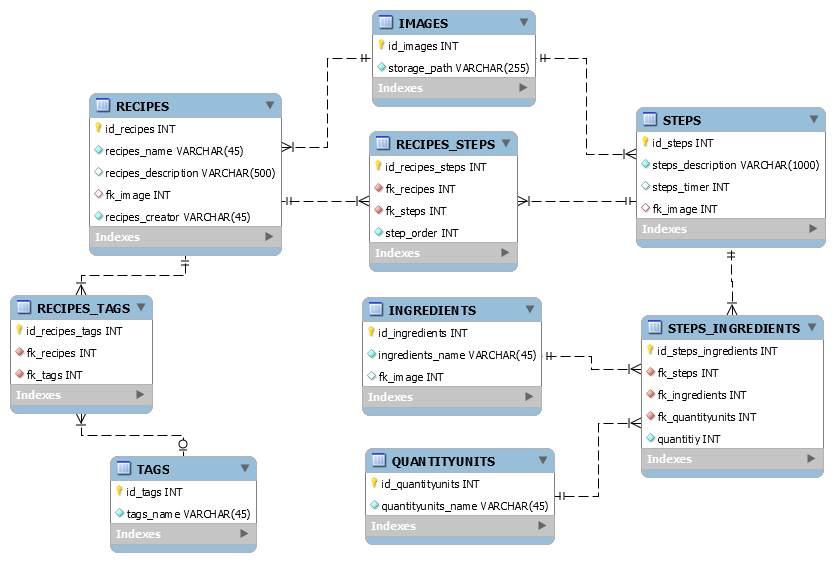 IMAGES
id_images INT
storage_path VARCHAR(255)
Indexes
RECIPES
id_recipes INT
recipes_name VARCHAR(45)
recipes_description VARCHAR(500)
fk_image INT
recipes_creator VARCHAR(45)
Indexes
RECIPES_STEPS
id_recipes_steps INT
fk_recipes INT
fk_steps INT
step_order INT
Indexes
STEPS
id_steps INT
steps_description VARCHAR(1000)
steps_timer INT
fk_image INT
Indexes
RECIPES_TAGS
id_recipes_tags INT
fk_recipes INT
fk_tags INT
Indexes
INGREDIENTS
id_ingredients INT
ingredients_name VARCHAR(45)
fk_image INT
Indexes
STEPS_INGREDIENTS
id_steps_ingredients INT
fk_steps INT
fk_ingredients INT
fk_quantityunits INT
quantitiy INT
Indexes
TAGS
id_tags INT
tags_name VARCHAR(45)
Indexes
QUANTITYUNITS
id_quantityunits INT
quantityunits_name VARCHAR(45)
Indexes